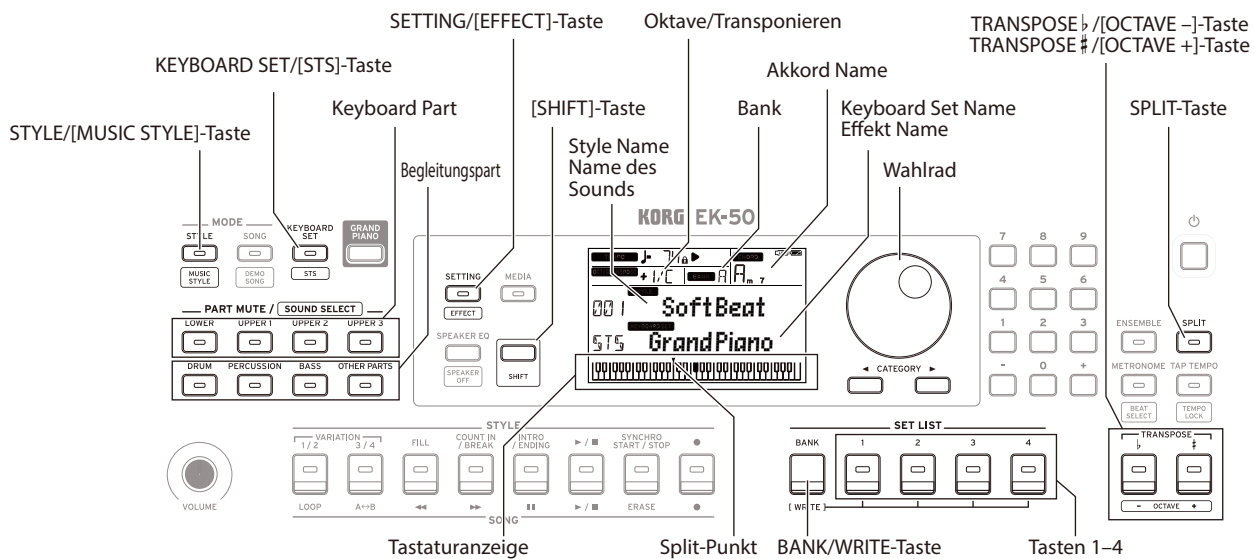 SETTING/[EFFECT]-Taste
Oktave/Transponieren
TRANSPOSE♭/[OCTAVE –]-Taste
TRANSPOSE♯/[OCTAVE +]-Taste
KEYBOARD SET/[STS]-Taste
Akkord Name
Keyboard Part
[SHIFT]-Taste
Bank
Keyboard Set Name
Effekt Name
SPLIT-Taste
STYLE/[MUSIC STYLE]-Taste
Style Name
Name des
Sounds
Begleitungspart
Wahlrad
KORG EK-50
MODE
STYLE
SONG
KEYBOARD
SET
GRAND
PIANO
MUSIC
STYLE
DEMO
SONG
STS
PART MUTE / SOUND SELECT
LOWER UPPER 1 UPPER 2 UPPER 3
DRUM PERCUSSION BASS OTHER PARTS
SETTING
MEDIA
EFFECT
SPEAKER EQ
SPEAKER
OFF
SHIFT
+1/C
BANK A
Am7
001 SoftBeat
STS GrandPiano
◄ CATEGORY ►
7 8 9
4 5 6
1 2 3
- 0 +
ENSEMBLE
SPLIT
METRONOME
TAP TEMPO
BEAT
SELECT
TEMPO
LOCK
TRANSPOSE
♭ ♯
- OCTAVE +
VOLUME
STYLE
VARIATION
1 / 2 3 / 4
FILL
COUNT IN
/ BREAK
INTRO
/ ENDING
►/■
SYNCHRO
START / STOP
●
LOOP
A↔B
◄◄
►►
▮▮
►/■
ERASE
●
SONG
SET LIST
BANK
1 2 3 4
[ WRITE ]
Tastaturanzeige
Split-Punkt
BANK/WRITE-Taste
Tasten 1–4